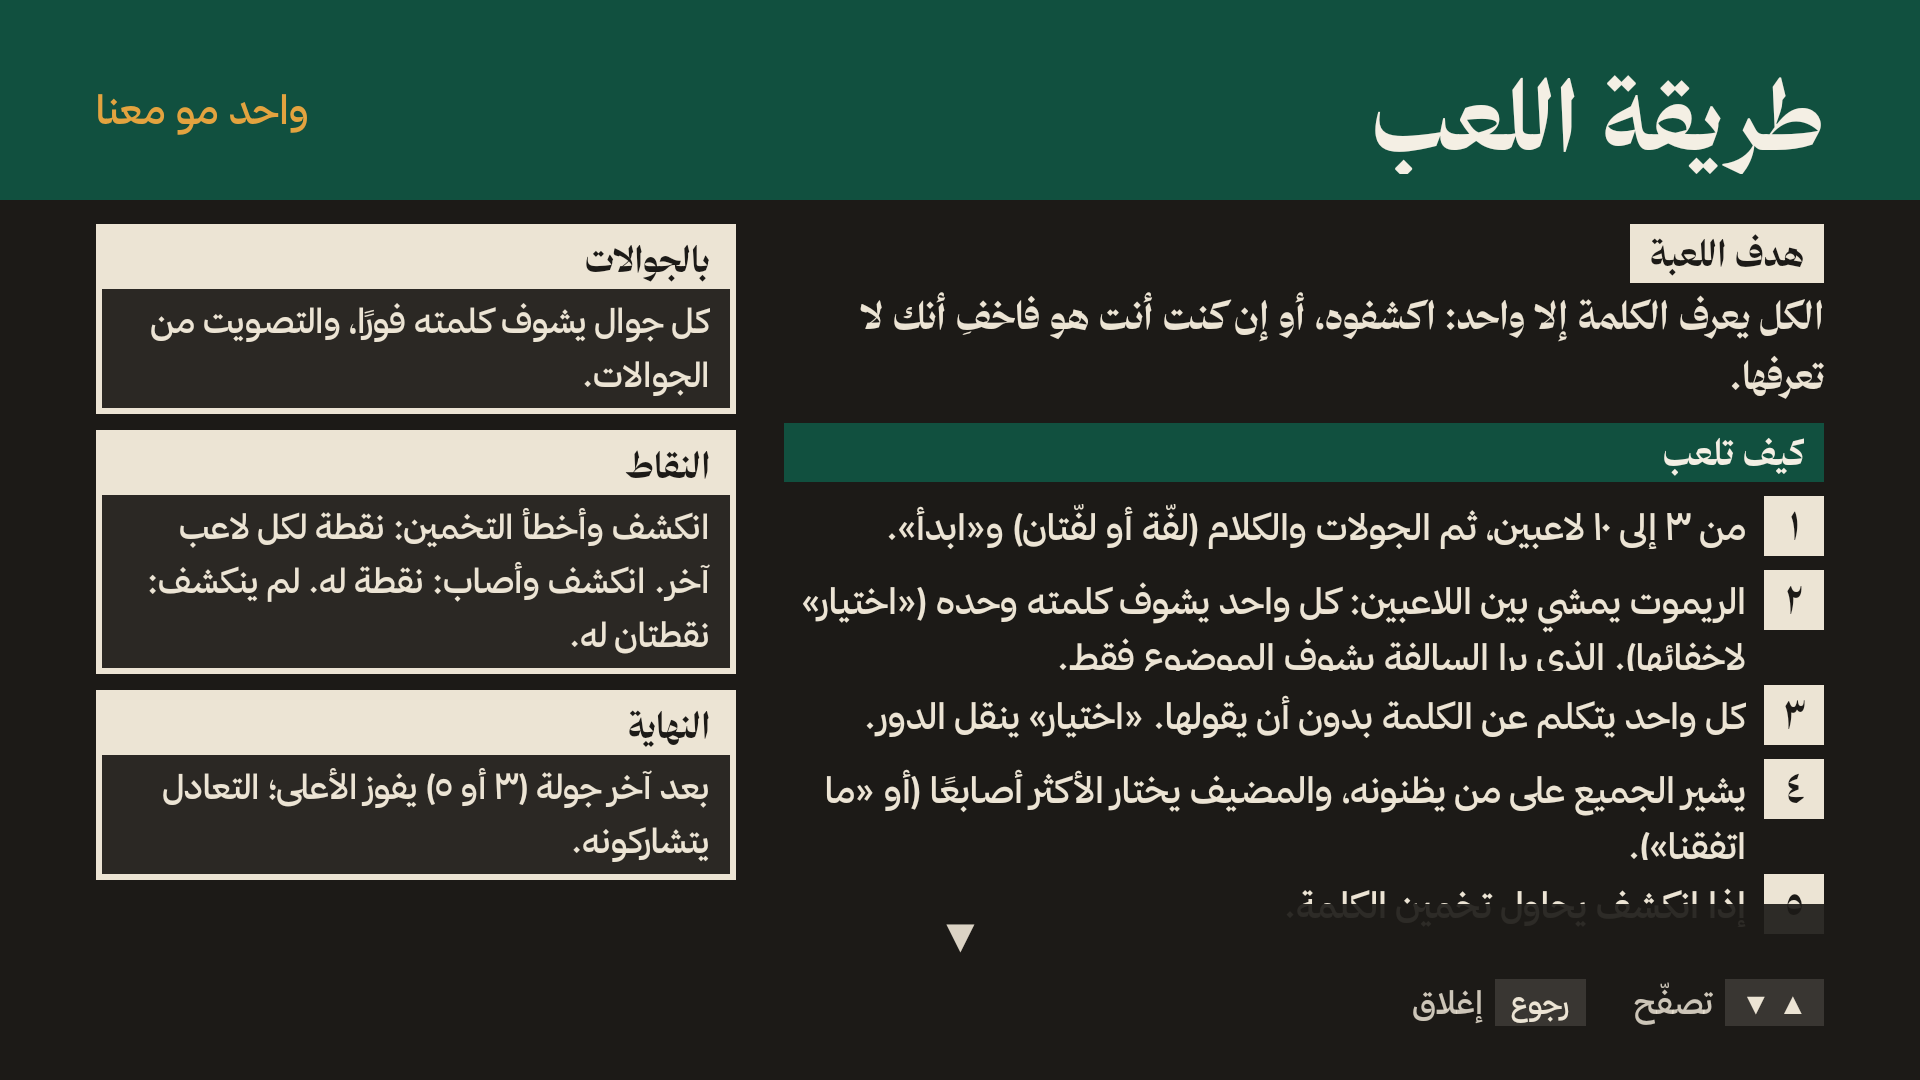 طريقة اللعب
واحد مو معنا
هدف اللعبة
الكل يعرف الكلمة إلا واحد: اكشفوه، أو إن كنت أنت هو فاخفِ أنك لا
تعرفها.
كيف تلعب
١ من ٣ إلى ١٠ لاعبين، ثم الجولات والكلام (لفّة أو لفّتان) و«ابدأ».
٢ الريموت يمشي بين اللاعبين: كل واحد يشوف كلمته وحده («اختيار»
لاخفائها). الذي برا السالفة يشوف الموضوع فقط.
٣ كل واحد يتكلم عن الكلمة بدون أن يقولها. «اختيار» ينقل الدور.
٤ يشير الجميع على من يظنونه، والمضيف يختار الأكثر أصابعًا (أو «ما
اتفقنا»).
٥ إذا انكشف يحاول تخمين الكلمة.
بالجوالات
كل جوال يشوف كلمته فورًا، والتصويت من
الجوالات.
النقاط
انكشف وأخطأ التخمين: نقطة لكل لاعب
آخر. انكشف وأصاب: نقطة له. لم ينكشف:
نقطتان له.
النهاية
بعد آخر جولة (٣ أو ٥) يفوز الأعلى؛ التعادل
يتشاركونه.
▼
▲ ▼ تصفّح رجوع إغلاق